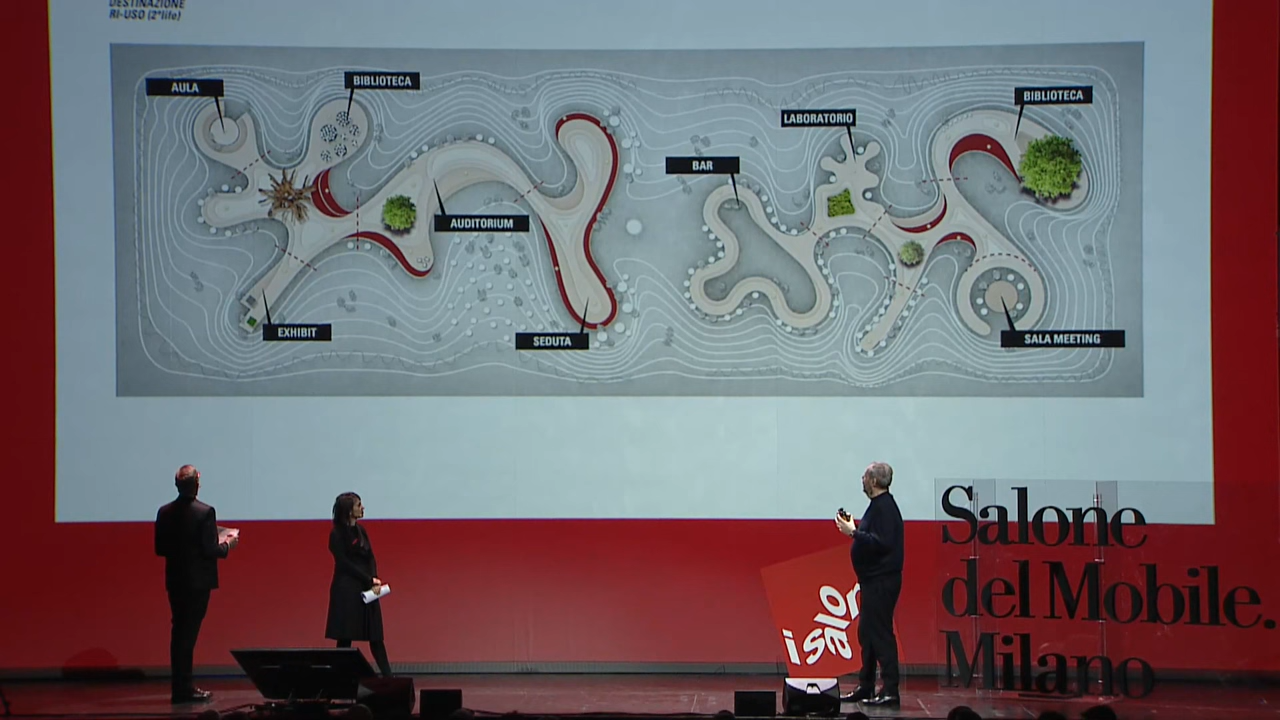 DESTINAZIONE
RI-USO (2°life)
AULA
BIBLIOTECA
BIBLIOTECA
LABORATORIO
BAR
AUDITORIUM
EXHIBIT
SEDUTA
SALA MEETING
Salone
del Mobile.
Milano
i
Salo